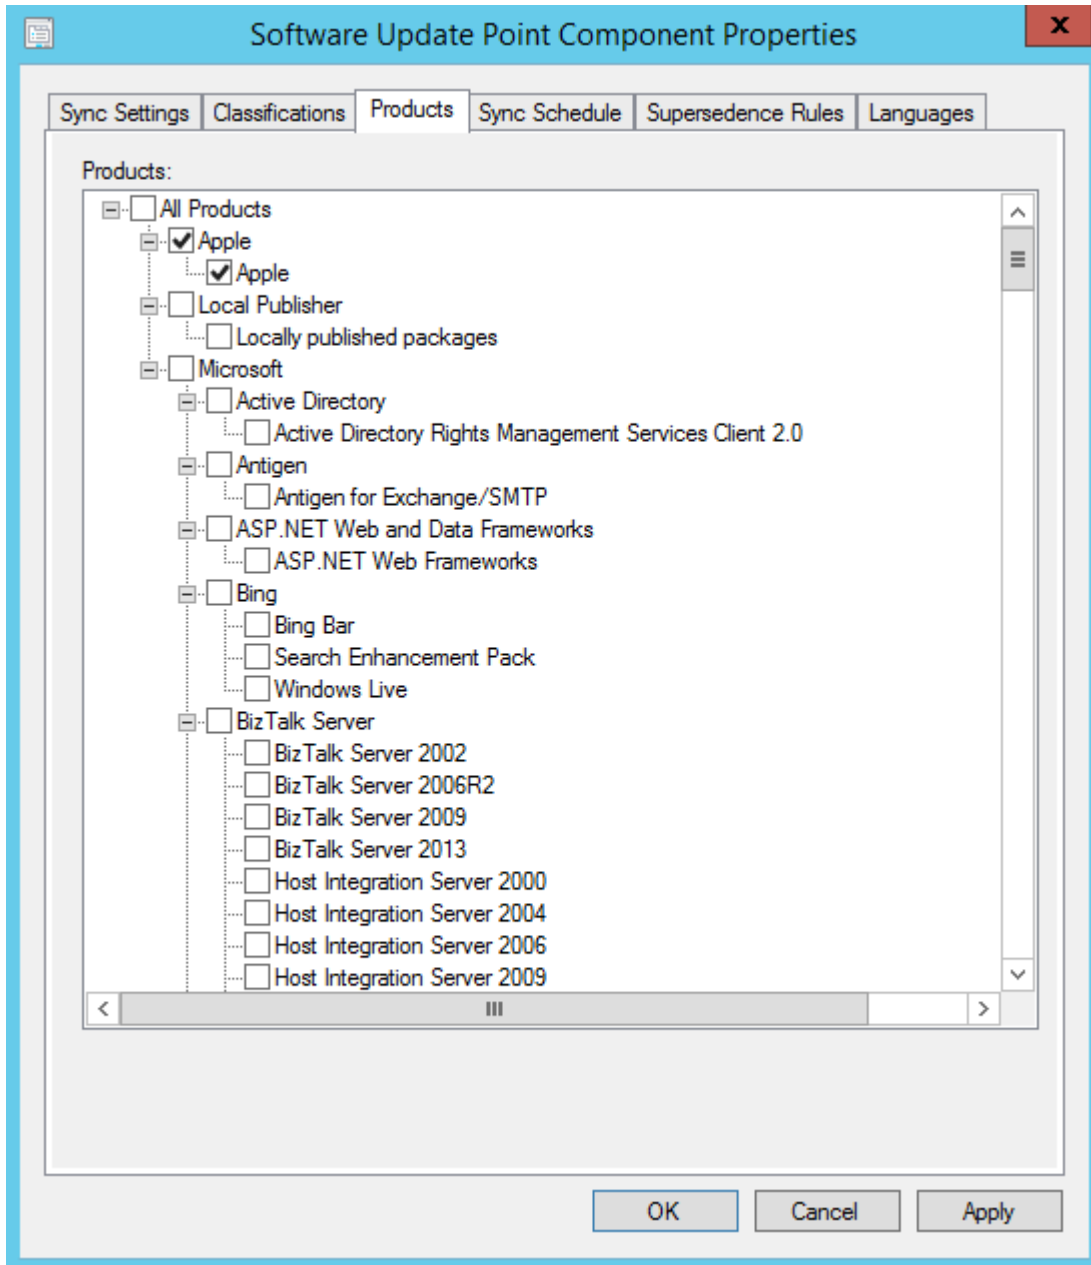 Software Update Point Component Properties
x
Sync Settings Classifications Products Sync Schedule Supersedence Rules Languages
Products:
All Products
Apple
Apple
Local Publisher
Locally published packages
Microsoft
Active Directory
Active Directory Rights Management Services Client 2.0
Antigen
Antigen for Exchange/SMTP
ASP.NET Web and Data Frameworks
ASP.NET Web Frameworks
Bing
Bing Bar
Search Enhancement Pack
Windows Live
BizTalk Server
BizTalk Server 2002
BizTalk Server 2006R2
BizTalk Server 2009
BizTalk Server 2013
Host Integration Server 2000
Host Integration Server 2004
Host Integration Server 2006
Host Integration Server 2009
OK Cancel Apply